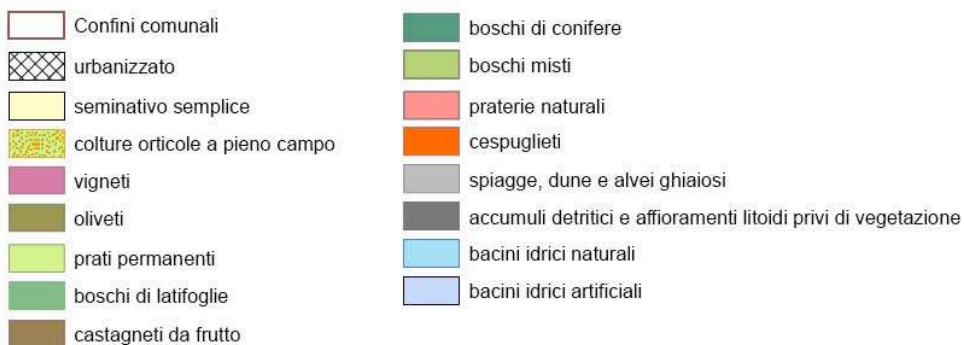 Confini comunali
urbanizzato
seminativo semplice
colture orticole a pieno campo
vigneti
oliveti
prati permanenti
boschi di latifoglie
castagneti da frutto
boschi di conifere
boschi misti
praterie naturali
cespuglieti
spiagge, dune e alvei ghiaiosi
accumuli detritici e affioramenti litoidi privi di vegetazione
bacini idrici naturali
bacini idrici artificiali